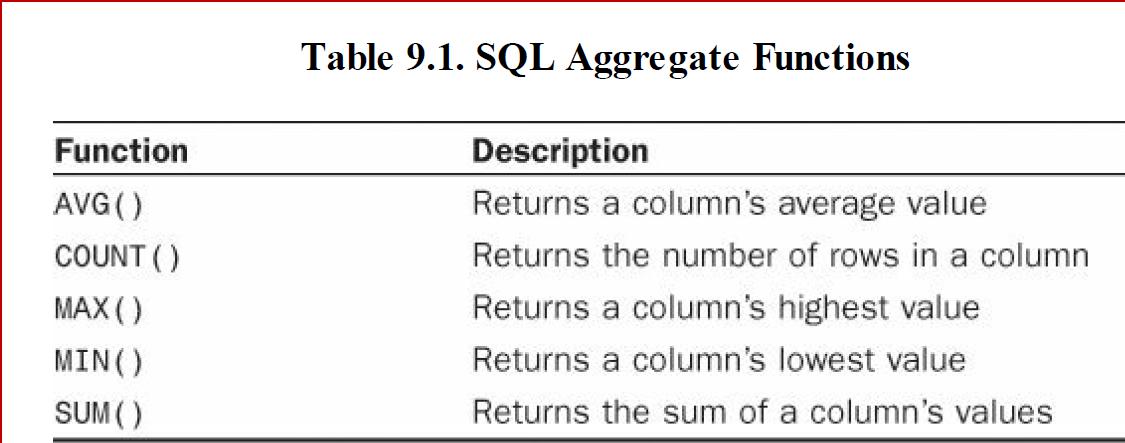 Table 9.1. SQL Aggregate Functions
Function Description
AVG() Returns a column's average value
COUNT() Returns the number of rows in a column
MAX() Returns a column's highest value
MIN() Returns a column's lowest value
SUM() Returns the sum of a column's values